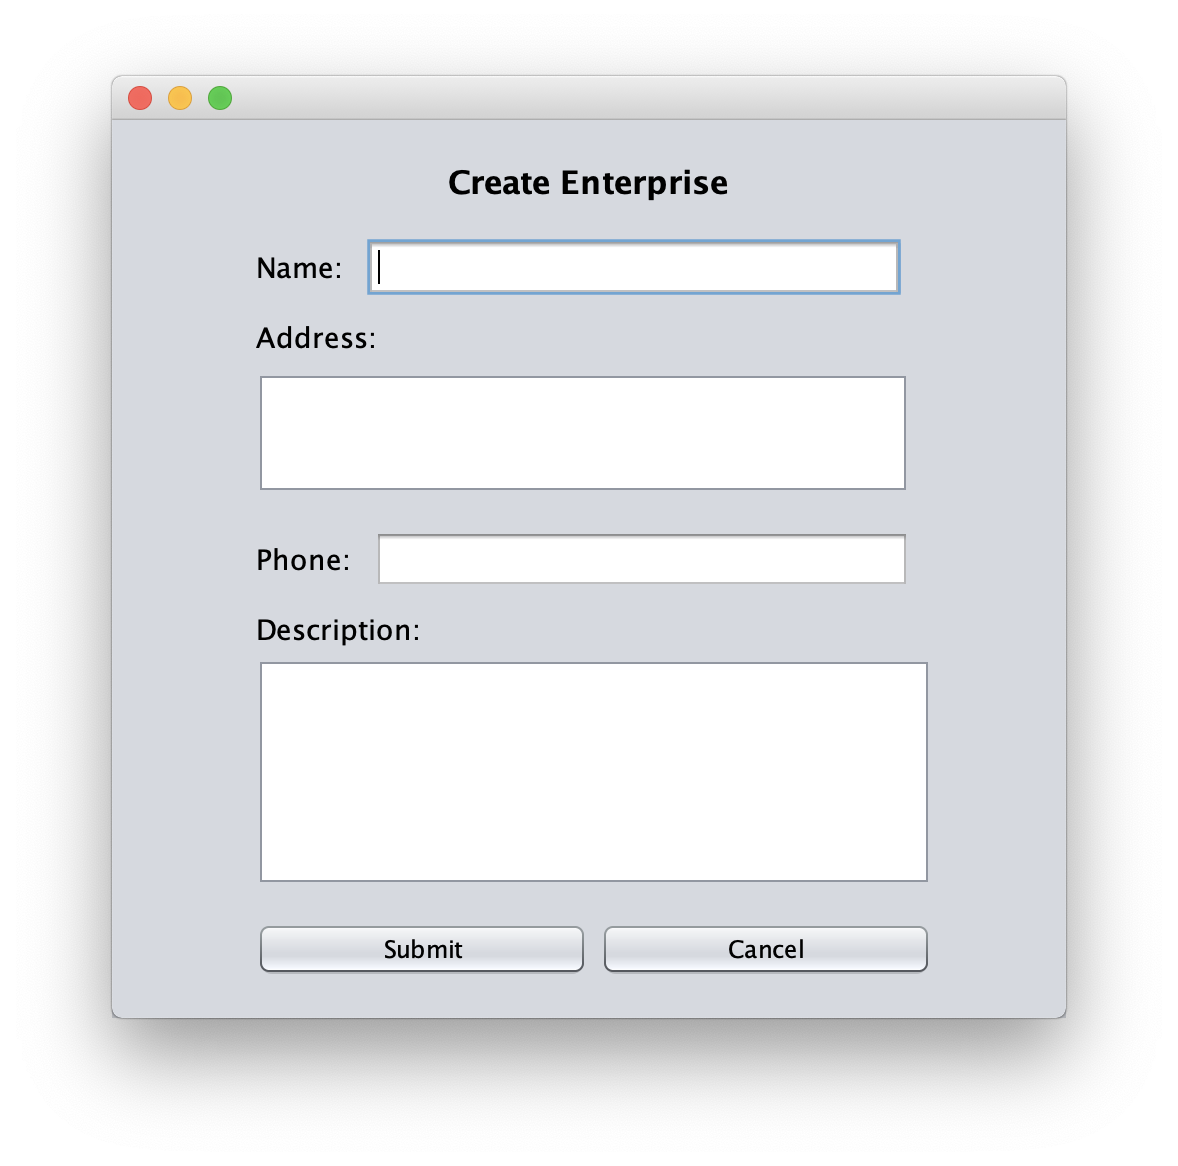 Create Enterprise
Name:
Address:
Phone:
Description:
Submit Cancel